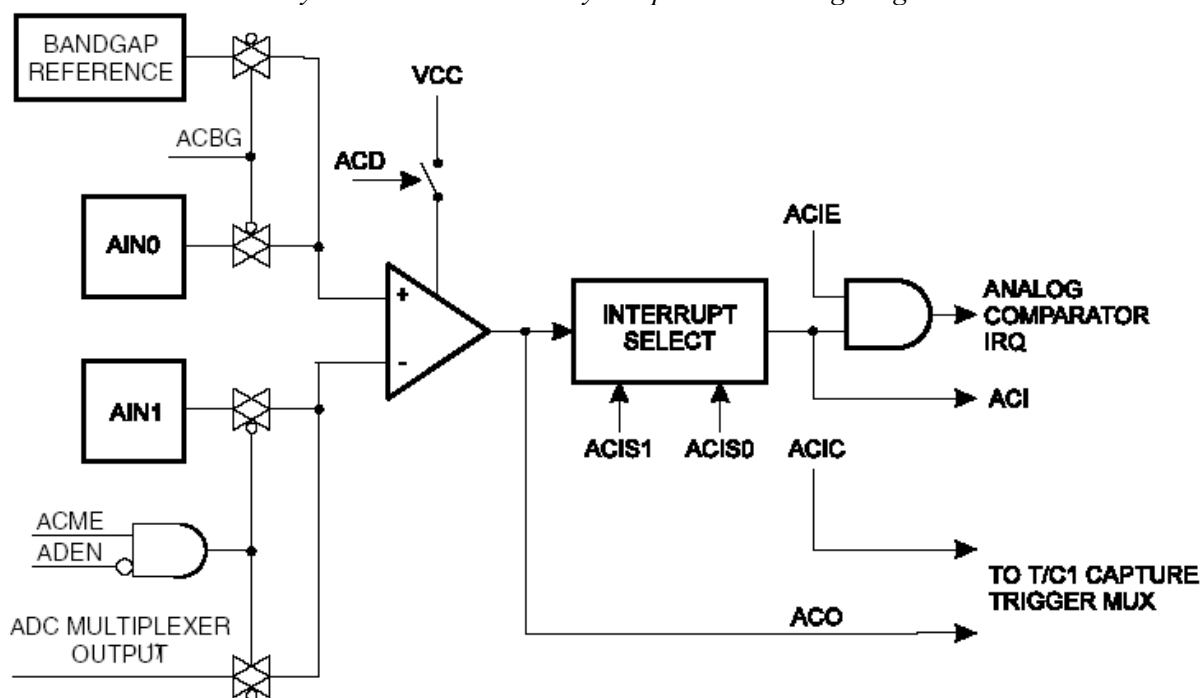 BANDGAP
REFERENCE
VCC
ACBG
ACD
AIN0
ACIE
+
INTERRUPT
SELECT
ANALOG
COMPARATOR
IRQ
-
AIN1
ACI
ACIS1
ACIS0
ACIC
ACME
ADEN
TO T/C1 CAPTURE
TRIGGER MUX
ACO
ADC MULTIPLEXER
OUTPUT